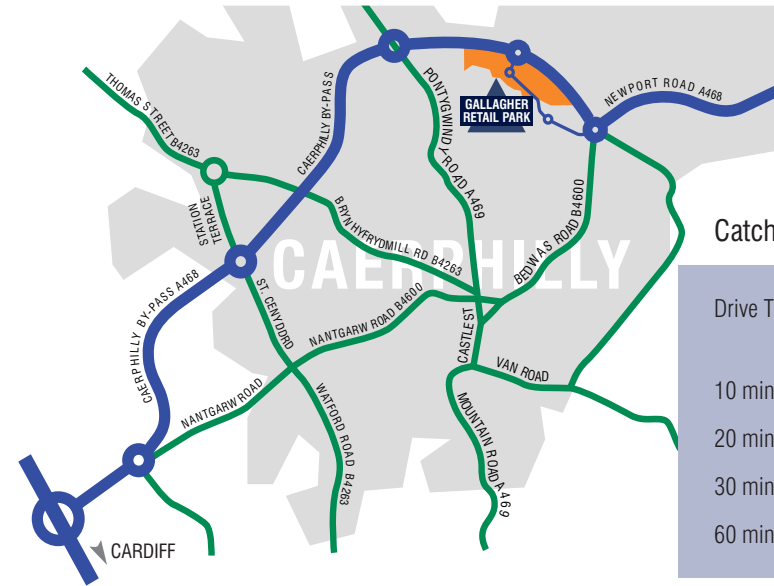 THOMAS STREET B4263
STATION
TERRACE
CAERPHILLY BY-PASS
PONTYGWINDY ROAD A469
GALLAGHER
RETAIL PARK
NEWPORT ROAD A468
BRYNHYFRYDMILL RD B4263
BEDWAS ROAD B4600
CAERPHILLY
CAERPHILLY BY-PASS A468
ST. CENYDD RD
NANTGARW ROAD B4600
CASTLE ST
VAN ROAD
NANTGARW ROAD
WATFORD ROAD B4263
MOUNTAIN ROAD A469
CARDIFF
Catch
Drive T
10 min
20 min
30 min
60 min